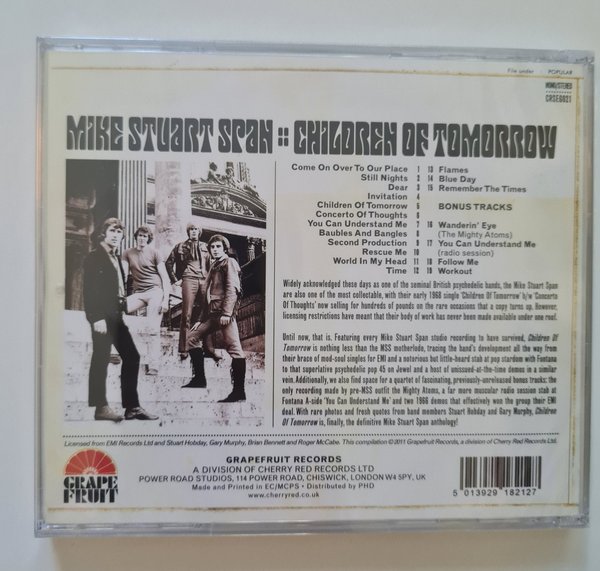 File under : POPULAR
MONO/STEREO
CRSEG021
MIKE STUART SPAN :: CHILDREN OF TOMORROW
Come On Over To Our Place 1
Still Nights 2
Dear 3
Invitation 4
Children Of Tomorrow 5
Concerto Of Thoughts 6
You Can Understand Me 7
Baubles And Bangles 8
Second Production 9
Rescue Me 10
World In My Head 11
Time 12
13 Flames
14 Blue Day
15 Remember The Times
BONUS TRACKS
16 Wanderin' Eye
(The Mighty Atoms)
17 You Can Understand Me
(radio session)
18 Follow Me
19 Workout
Widely acknowledged these days as one of the seminal British psychedelic bands, the Mike Stuart Span
are also one of the most collectable, with their early 1968 single 'Children Of Tomorrow' b/w 'Concerto
Of Thoughts' now selling for hundreds of pounds on the rare occasions that a copy turns up. However,
licensing restrictions have meant that their body of work has never been made available under one roof.
Until now, that is. Featuring every Mike Stuart Span studio recording to have survived, Children Of
Tomorrow is nothing less than the MSS motherlode, tracing the band's development all the way from
their brace of mod-soul singles for EMI and a notorious but little-heard stab at pop stardom with Fontana
to that superlative psychedelic pop 45 on Jewel and a host of unissued-at-the-time demos in a similar
vein. Additionally, we also find space for a quartet of fascinating, previously-unreleased bonus tracks: the
only recording made by pre-MSS outfit the Mighty Atoms, a far more muscular radio session stab at
Fontana A-side 'You Can Understand Me' and two 1966 demos that effectively won the group their EMI
deal. With rare photos and fresh quotes from band members Stuart Hobday and Gary Murphy, Children
Of Tomorrow is, finally, the definitive Mike Stuart Span anthology!
Licensed from EMI Records Ltd and Stuart Hobday, Gary Murphy, Brian Bennett and Roger McCabe. This compilation ©2011 Grapefruit Records, a division of Cherry Red Records Ltd.
GRAPE
FRUIT
GRAPEFRUIT RECORDS
A DIVISION OF CHERRY RED RECORDS LTD
POWER ROAD STUDIOS, 114 POWER ROAD, CHISWICK, LONDON W4 5PY, UK
Made and Printed in EC/MCPS • Distributed by PHD
www.cherryred.co.uk
5 013929 182127